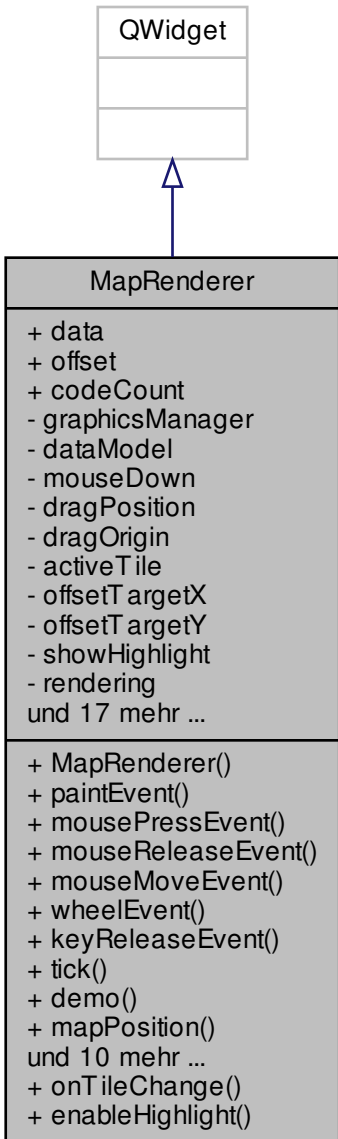 QWidget
MapRenderer
+ data
+ offset
+ codeCount
- graphicsManager
- dataModel
- mouseDown
- dragPosition
- dragOrigin
- activeTile
- offsetTargetX
- offsetTargetY
- showHighlight
- rendering
und 17 mehr ...
+ MapRenderer()
+ paintEvent()
+ mousePressEvent()
+ mouseReleaseEvent()
+ mouseMoveEvent()
+ wheelEvent()
+ keyReleaseEvent()
+ tick()
+ demo()
+ mapPosition()
und 10 mehr ...
+ onTileChange()
+ enableHighlight()